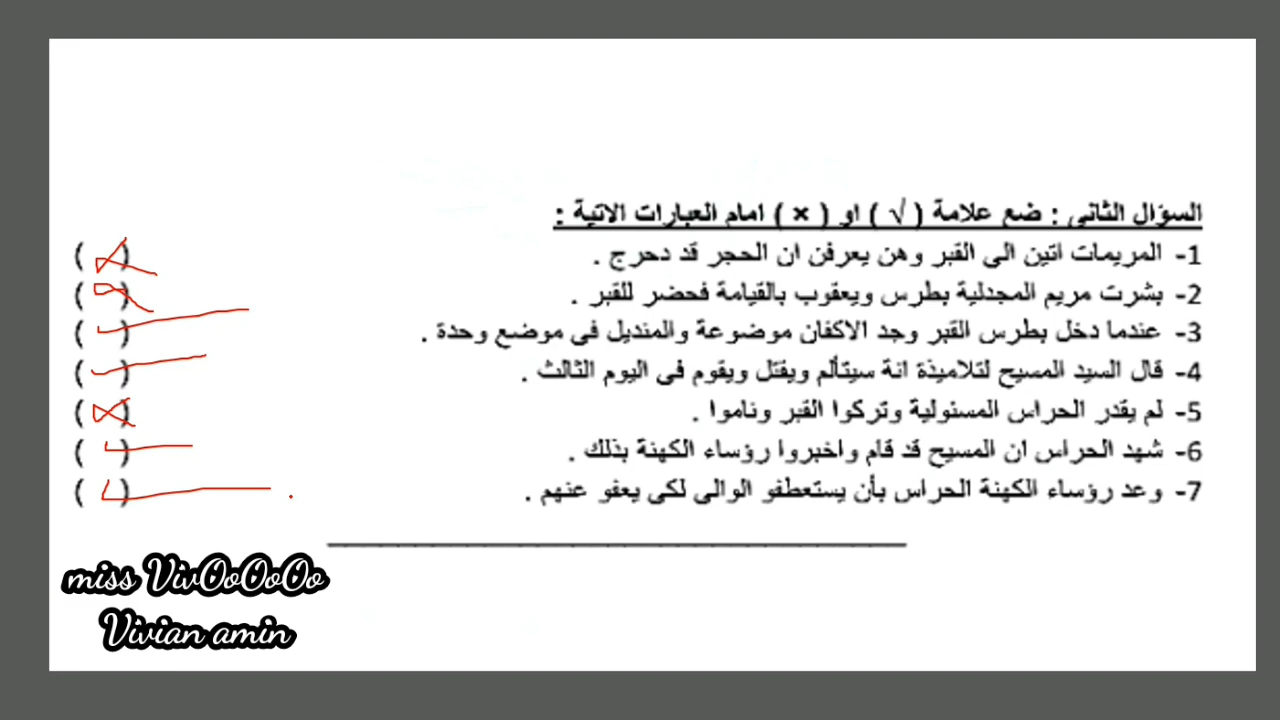 السؤال الثانى : ضع علامة ( √ ) او ( × ) امام العبارات الاتية :
1- المريمات اتين الى القبر وهن يعرفن ان الحجر قد دحرج . ( × )
2- بشرت مريم المجدلية بطرس ويعقوب بالقيامة فحضر للقبر . ( × )
3- عندما دخل بطرس القبر وجد الاكفان موضوعة والمنديل فى موضع وحدة . ( √ )
4- قال السيد المسيح لتلاميذة انة سيتألم ويقتل ويقوم فى اليوم الثالث . ( √ )
5- لم يقدر الحراس المسئولية وتركوا القبر وناموا . ( × )
6- شهد الحراس ان المسيح قد قام واخبروا رؤساء الكهنة بذلك . ( √ )
7- وعد رؤساء الكهنة الحراس بأن يستعطفو الوالى لكى يعفو عنهم . ( √ )
miss VivOoOoOo
Vivian amin